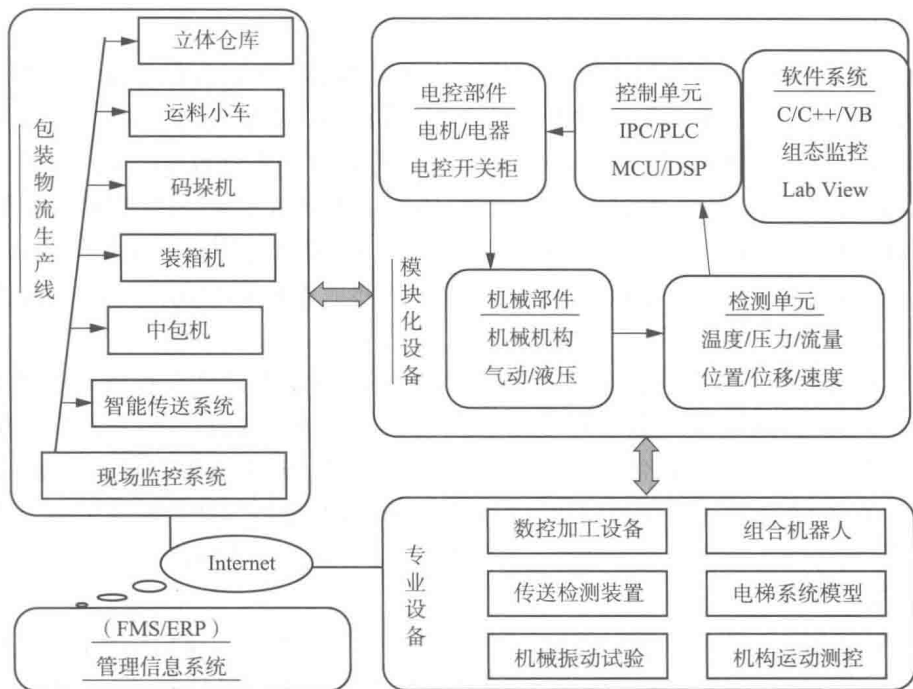 包装物流生产线
立体仓库
运料小车
码垛机
装箱机
中包机
智能传送系统
现场监控系统
模块化设备
电控部件
电机/电器
电控开关柜
控制单元
IPC/PLC
MCU/DSP
软件系统
C/C++/VB
组态监控
Lab View
机械部件
机械机构
气动/液压
检测单元
温度/压力/流量
位置/位移/速度
Internet
（FMS/ERP）
管理信息系统
专业设备
数控加工设备
组合机器人
传送检测装置
电梯系统模型
机械振动试验
机构运动测控